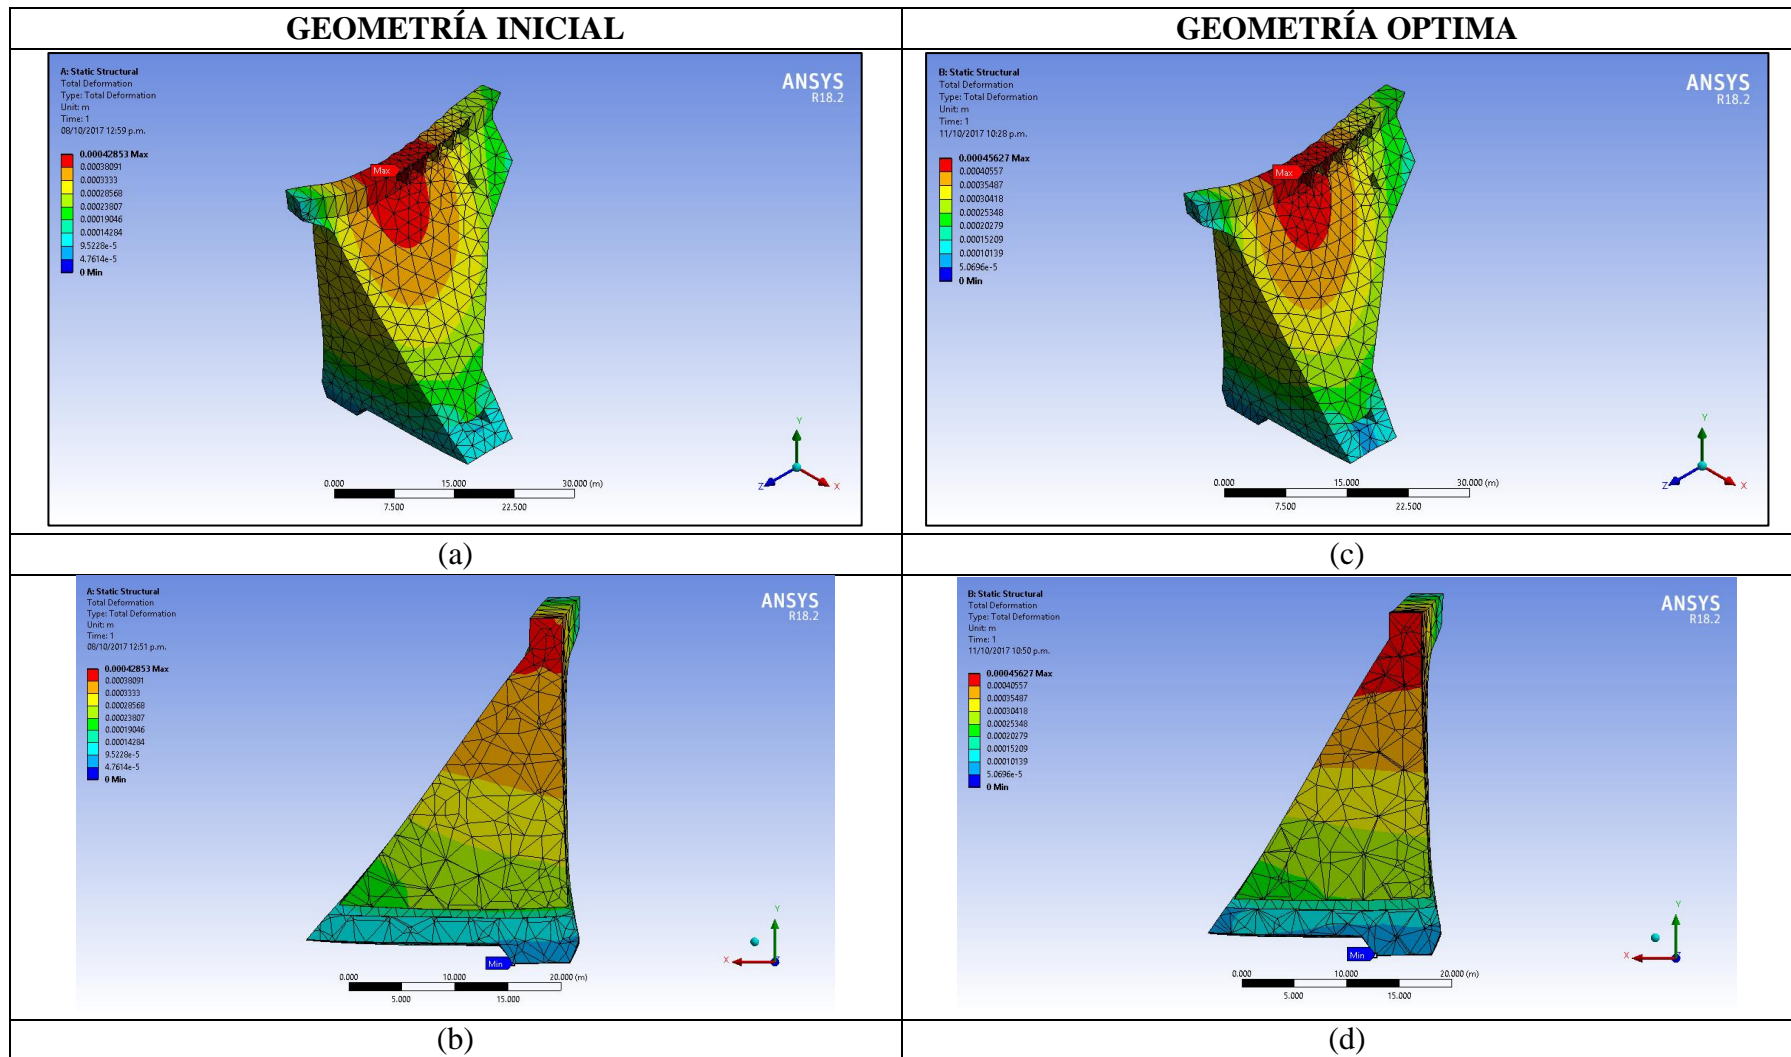 GEOMETRÍA INICIAL
GEOMETRÍA OPTIMA
A: Static Structural
Total Deformation
Type: Total Deformation
Unit: m
Time: 1
08/10/2017 12:59 p.m.
0.00042853 Max
0.00038091
0.0003333
0.00028568
0.00023807
0.00019046
0.00014284
9.5228e-5
4.7614e-5
0 Min
ANSYS
R18.2
Max
0.000
15.000
30.000 (m)
7.500
22.500
Y
Z
X
B: Static Structural
Total Deformation
Type: Total Deformation
Unit: m
Time: 1
11/10/2017 10:28 p.m.
0.00045627 Max
0.00040557
0.00035487
0.00030418
0.00025348
0.00020279
0.00015209
0.00010139
5.0696e-5
0 Min
ANSYS
R18.2
Max
0.000
15.000
30.000 (m)
7.500
22.500
Y
Z
X
(a)
(c)
A: Static Structural
Total Deformation
Type: Total Deformation
Unit: m
Time: 1
08/10/2017 12:51 p.m.
0.00042853 Max
0.00038091
0.0003333
0.00028568
0.00023807
0.00019046
0.00014284
9.5228e-5
4.7614e-5
0 Min
ANSYS
R18.2
Min
0.000
10.000
20.000 (m)
5.000
15.000
Y
X
B: Static Structural
Total Deformation
Type: Total Deformation
Unit: m
Time: 1
11/10/2017 10:50 p.m.
0.00045627 Max
0.00040557
0.00035487
0.00030418
0.00025348
0.00020279
0.00015209
0.00010139
5.0696e-5
0 Min
ANSYS
R18.2
Min
0.000
10.000
20.000 (m)
5.000
15.000
Y
X
(b)
(d)